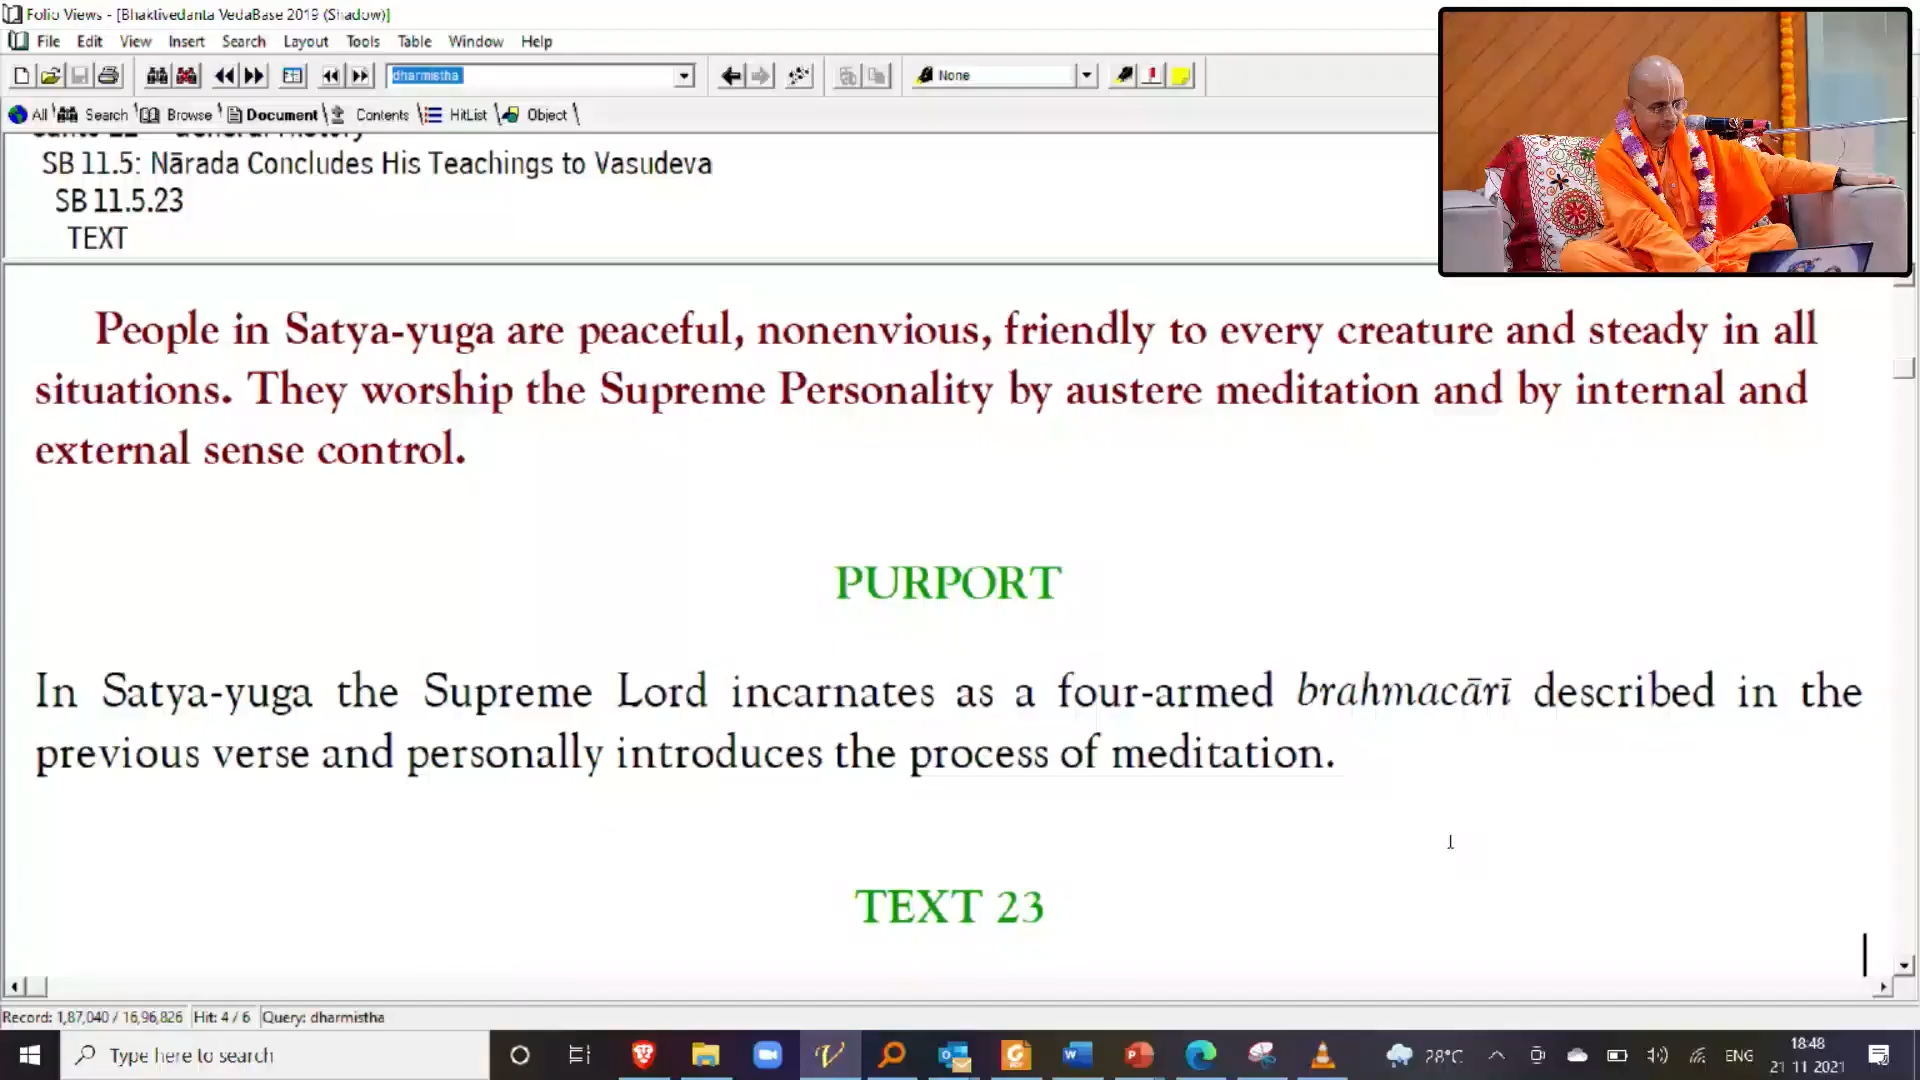 Folio Views - [Bhaktivedanta VedaBase 2019 (Shadow)]
File Edit View Insert Search Layout Tools Table Window Help
dharmistha
None
All Search Browse Document Contents HitList Object
SB 11.5: Nārada Concludes His Teachings to Vasudeva
SB 11.5.23
TEXT
People in Satya-yuga are peaceful, nonenvious, friendly to every creature and steady in all
situations. They worship the Supreme Personality by austere meditation and by internal and
external sense control.
PURPORT
In Satya-yuga the Supreme Lord incarnates as a four-armed brahmacārī described in the
previous verse and personally introduces the process of meditation.
TEXT 23
Record: 1,87,040 / 16,96,826 Hit: 4 / 6 Query: dharmistha
Type here to search
28°C
ENG
18:48
21-11-2021